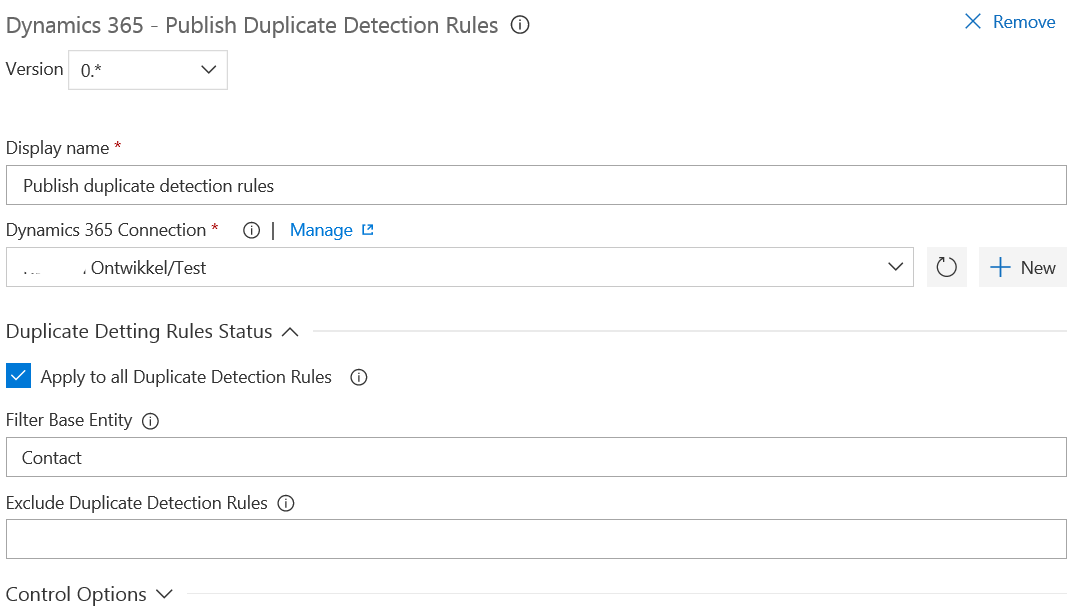 Dynamics 365 - Publish Duplicate Detection Rules
Remove
Version 0.*
Display name *
Publish duplicate detection rules
Dynamics 365 Connection * | Manage
Ontwikkel/Test
New
Duplicate Detting Rules Status
Apply to all Duplicate Detection Rules
Filter Base Entity
Contact
Exclude Duplicate Detection Rules
Control Options